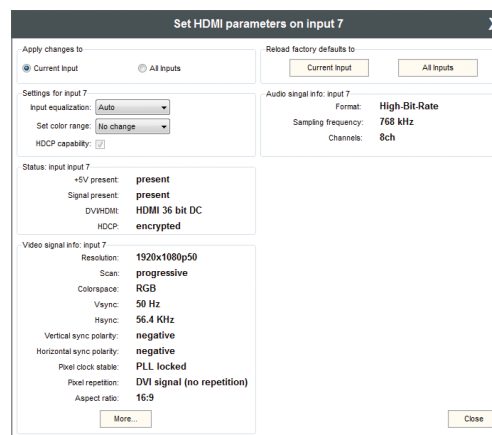 Set HDMI parameters on input 7
Apply changes to
Current Input
All Inputs
Reload factory defaults to
Current Input
All Inputs
Settings for input 7
Input equalization: Auto
Set color range: No change
HDCP capability:
Audio singal info: input 7
Format: High-Bit-Rate
Sampling frequency: 768 kHz
Channels: 8ch
Status: input input 7
+5V present: present
Signal present: present
DVI/HDMI: HDMI 36 bit DC
HDCP: encrypted
Video signal info: input 7
Resolution: 1920x1080p50
Scan: progressive
Colorspace: RGB
Vsync: 50 Hz
Hsync: 56.4 KHz
Vertical sync polarity: negative
Horizontal sync polarity: negative
Pixel clock stable: PLL locked
Pixel repetition: DVI signal (no repetition)
Aspect ratio: 16:9
More...
Close